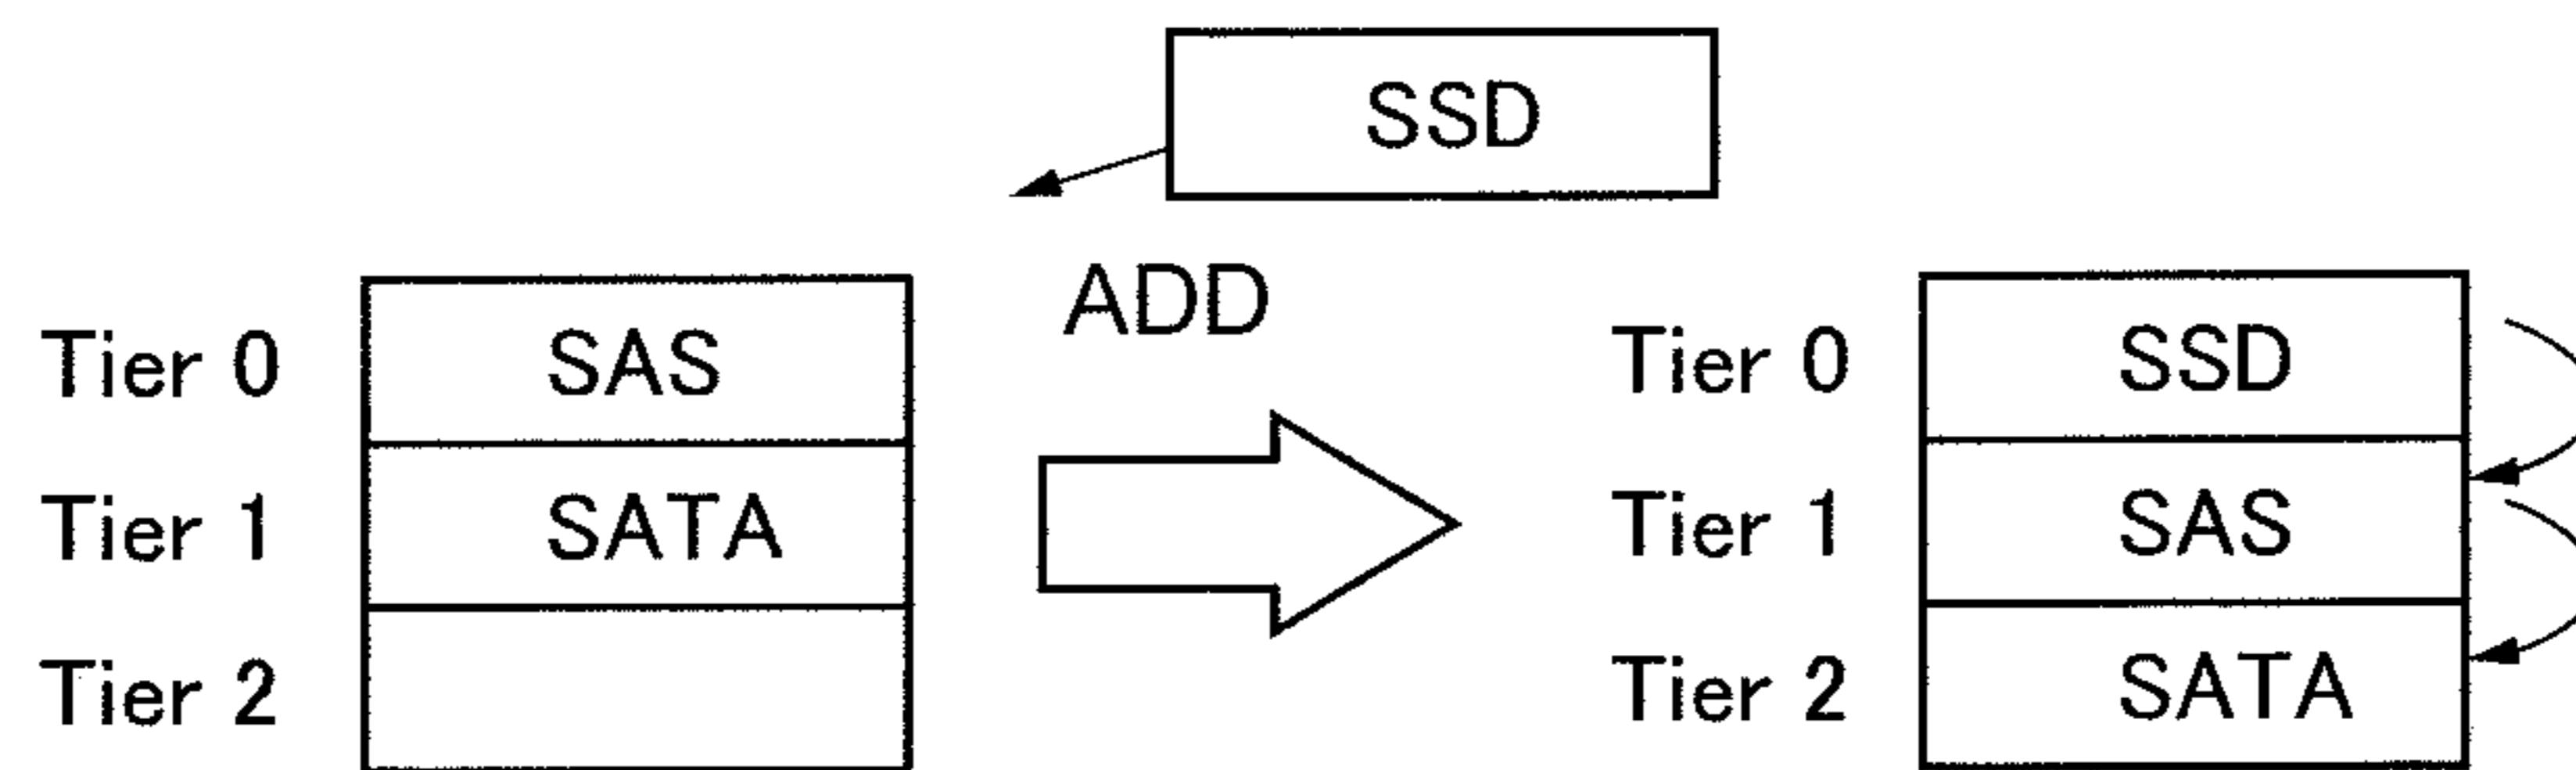 SSD
ADD
Tier 0 SAS
Tier 1 SATA
Tier 2
Tier 0 SSD
Tier 1 SAS
Tier 2 SATA